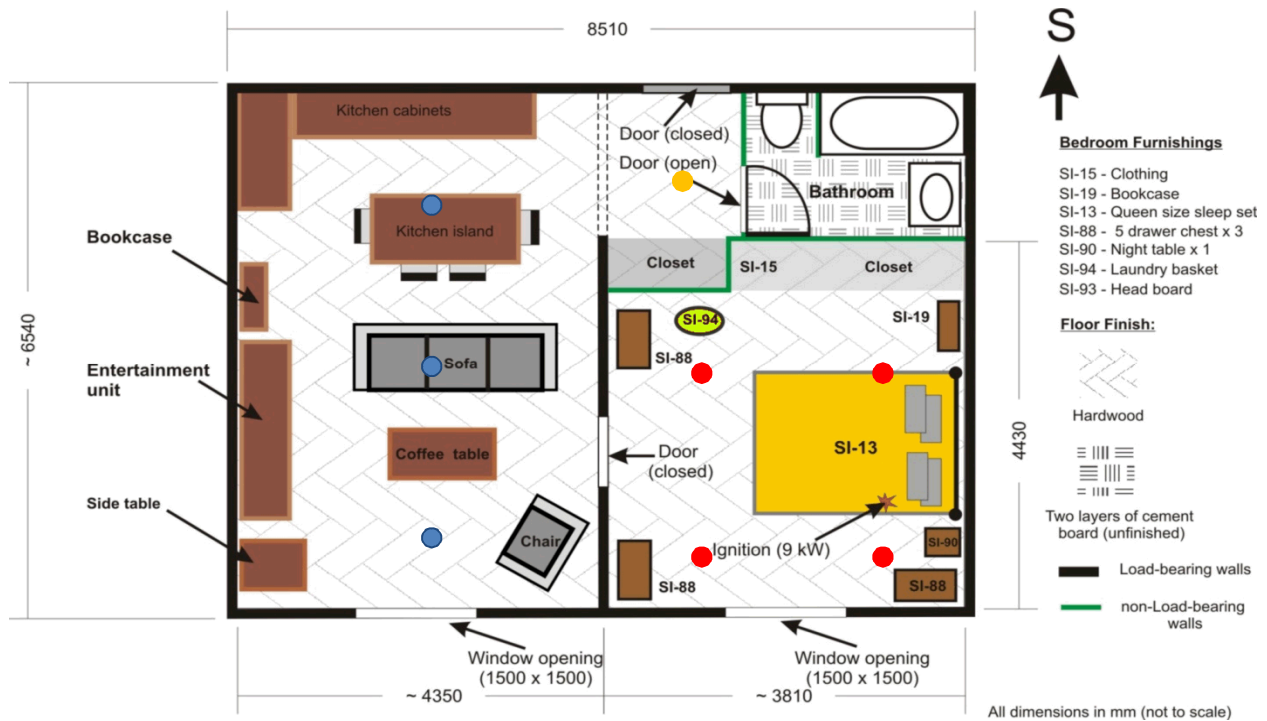 8510
S
Kitchen cabinets
Door (closed)
Door (open)
Bedroom Furnishings
SI-15 - Clothing
SI-19 - Bookcase
SI-13 - Queen size sleep set
SI-88 - 5 drawer chest x 3
SI-90 - Night table x 1
SI-94 - Laundry basket
SI-93 - Head board
Bathroom
Kitchen island
Bookcase
Closet
SI-15
Closet
~ 6540
SI-94
SI-19
SI-88
Floor Finish:
Hardwood
Entertainment
unit
Sofa
4430
Coffee table
Door
(closed)
SI-13
Side table
Two layers of cement
board (unfinished)
Chair
Ignition (9 kW)
SI-90
SI-88
SI-88
Load-bearing walls
non-Load-bearing
walls
Window opening
(1500 x 1500)
Window opening
(1500 x 1500)
~ 4350
~ 3810
All dimensions in mm (not to scale)